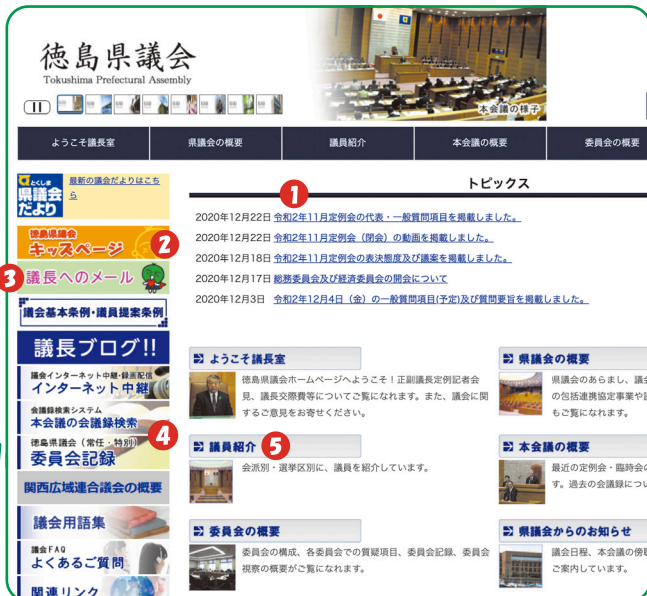 徳島県議会
Tokushima Prefectural Assembly
本会議の様子
ようこそ議長室
県議会の概要
議員紹介
本会議の概要
委員会の概要
とくしま
県議会
だより
最新の議会だよりはこち
ら
徳島県議会
キッズページ
2
3
議長へのメール
議会基本条例・議員提案条例
議長ブログ!!
議会インターネット中継・録画配信
インターネット中継
会議録検索システム
本会議の会議録検索
徳島県議会(常任・特別)
委員会記録
4
関西広域連合議会の概要
議会用語集
議会FAQ
よくあるご質問
関連リンク
1
トピックス
2020年12月22日 令和2年11月定例会の代表・一般質問項目を掲載しました。
2020年12月22日 令和2年11月定例会(閉会)の動画を掲載しました。
2020年12月18日 令和2年11月定例会の表決態度及び議案を掲載しました。
2020年12月17日 総務委員会及び経済委員会の開会について
2020年12月3日 令和2年12月4日(金)の一般質問項目(予定)及び質問要旨を掲載しました。
ようこそ議長室
徳島県議会ホームページへようこそ!正副議長定例記者会
見、議長交際費等についてご覧になれます。また、議会に関
するご意見をお寄せください。
県議会の概要
県議会のあらまし、議会
の包括連携協定事業や
もご覧になれます。
議員紹介
5
会派別・選挙区別に、議員を紹介しています。
本会議の概要
最近の定例会・臨時会の
す。過去の会議録につい
委員会の概要
委員会の構成、各委員会での質疑項目、委員会記録、委員会
視察の概要がご覧になれます。
県議会からのお知らせ
議会日程、本会議の傍聴
ご案内しています。